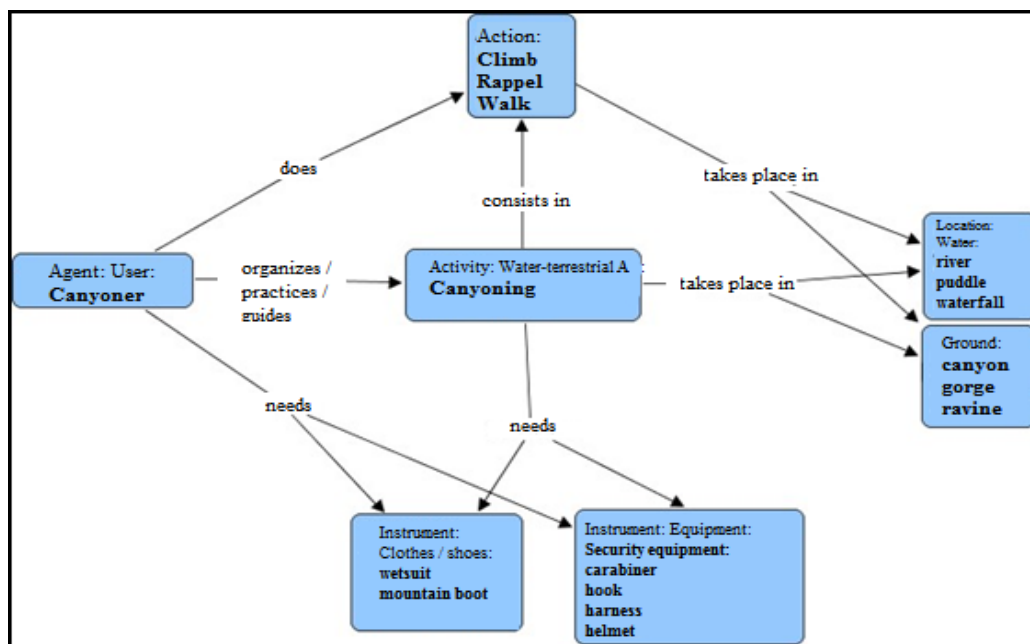 Action:
Climb
Rappel
Walk
does
takes place in
consists in
Location:
Water:
river
puddle
waterfall
Agent: User:
Canyoner
organizes /
practices /
guides
Activity: Water-terrestrial A
Canyoning
takes place in
Ground:
canyon
gorge
ravine
needs
needs
Instrument:
Clothes / shoes:
wetsuit
mountain boot
Instrument: Equipment:
Security equipment:
carabiner
hook
harness
helmet